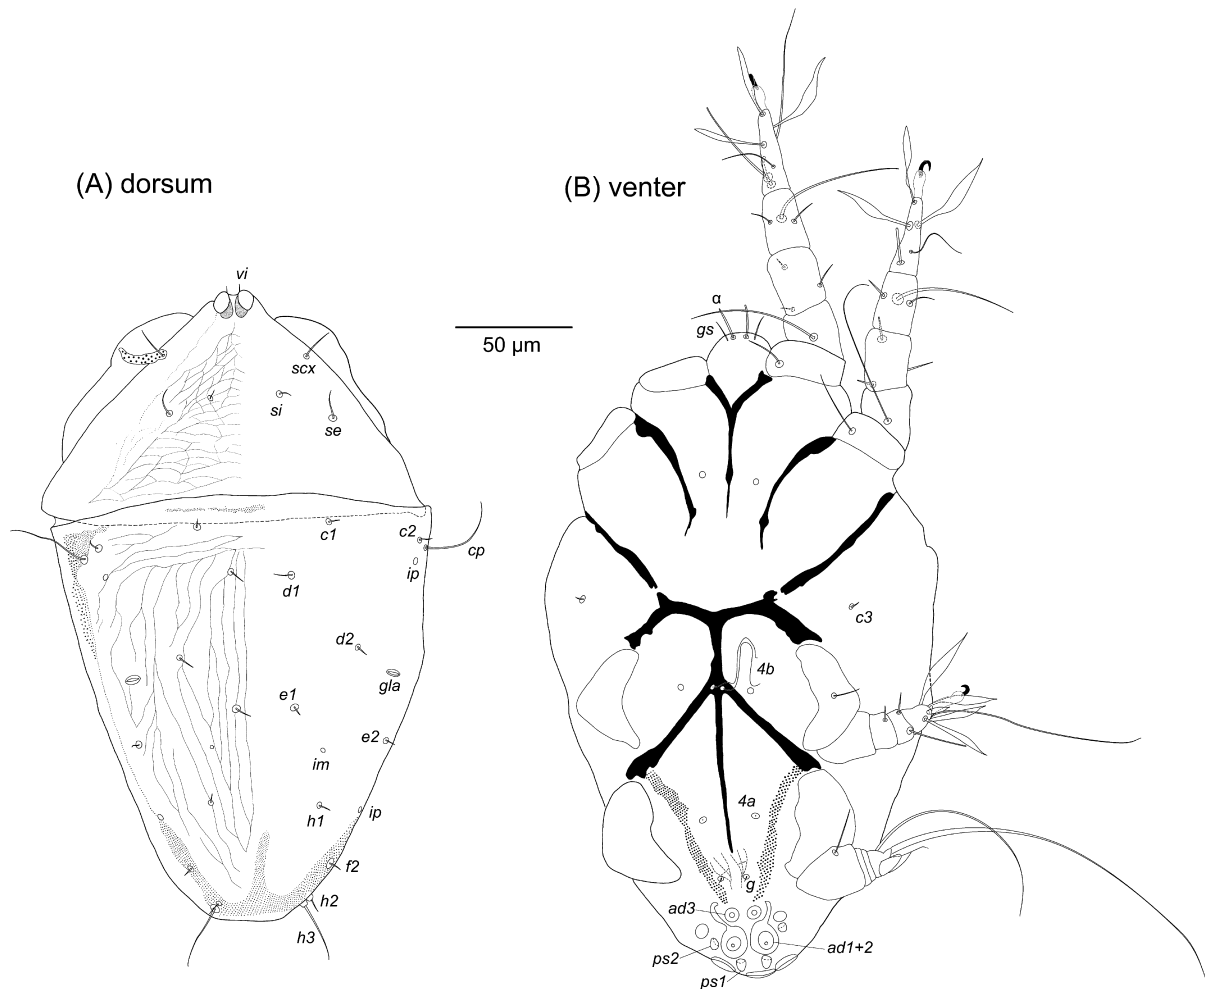 (A) dorsum
(B) venter
vi
50 µm
α
gs
scx
si
se
c1
c2
cp
ip
d1
d2
gla
e1
e2
im
h1
ip
f2
h2
h3
c3
4b
4a
g
ad3
ad1+2
ps2
ps1